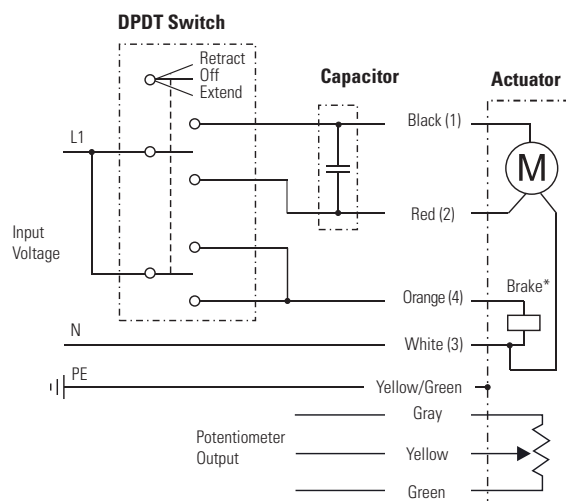 DPDT Switch
Retract
Off
Extend
Capacitor
Actuator
L1
Black (1)
M
Red (2)
Input
Voltage
Brake*
Orange (4)
N
White (3)
PE
Yellow/Green
Gray
Potentiometer
Output
Yellow
Green